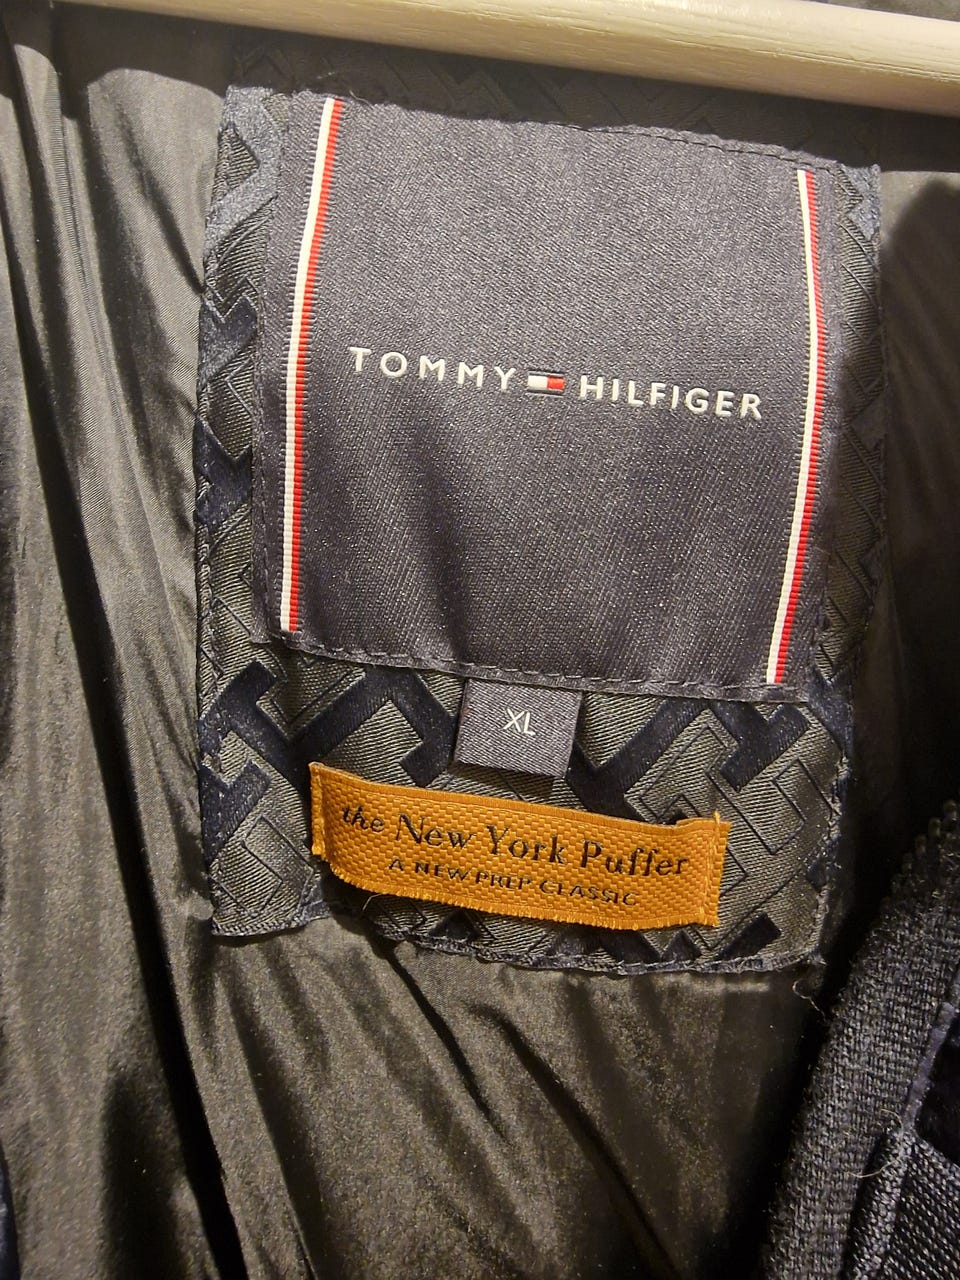 TOMMY HILFIGER
XL
the New York Puffer
A NEW PREP CLASSIC